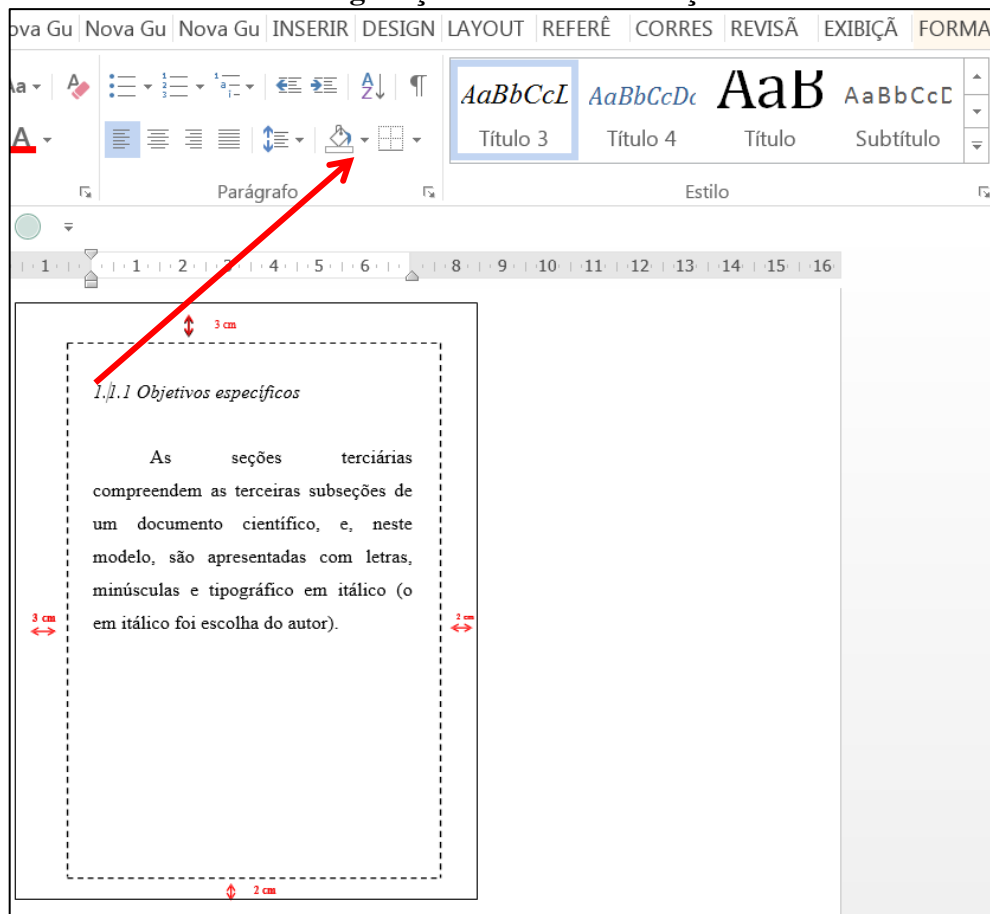 ova Gu Nova Gu Nova Gu INSERIR DESIGN LAYOUT REFERÊ CORRES REVISÃ EXIBIÇÃ FORMA
Aa
A
AaBbCcI AaBbCcDc AaB AaBbCcD
Título 3 Título 4 Título Subtítulo
Parágrafo Estilo
1 1 2 3 4 5 6 8 9 10 11 12 13 14 15 16
3 cm
1.1.1 Objetivos específicos
As seções terciárias
compreendem as terceiras subseções de
um documento científico, e, neste
modelo, são apresentadas com letras,
minúsculas e tipográfico em itálico (o
em itálico foi escolha do autor).
3 cm
2 cm
2 cm